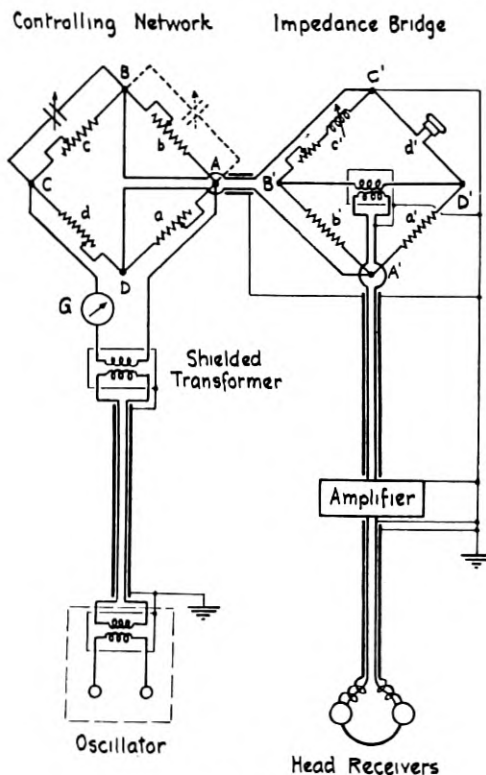 Controlling Network
Impedance Bridge
B
C'
c
b
c'
d'
A
C
B'
D'
d
a
b'
a'
D
A'
G
Shielded
Transformer
Amplifier
Oscillator
Head Receivers